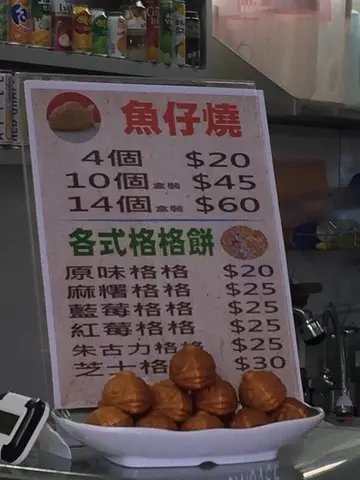 魚仔燒
4個 $20
10個 盒裝 $45
14個 盒裝 $60
各式格格餅
原味格格 $20
麻糬格格 $25
藍莓格格 $25
紅莓格格 $25
朱古力格格 $25
芝士格 $30